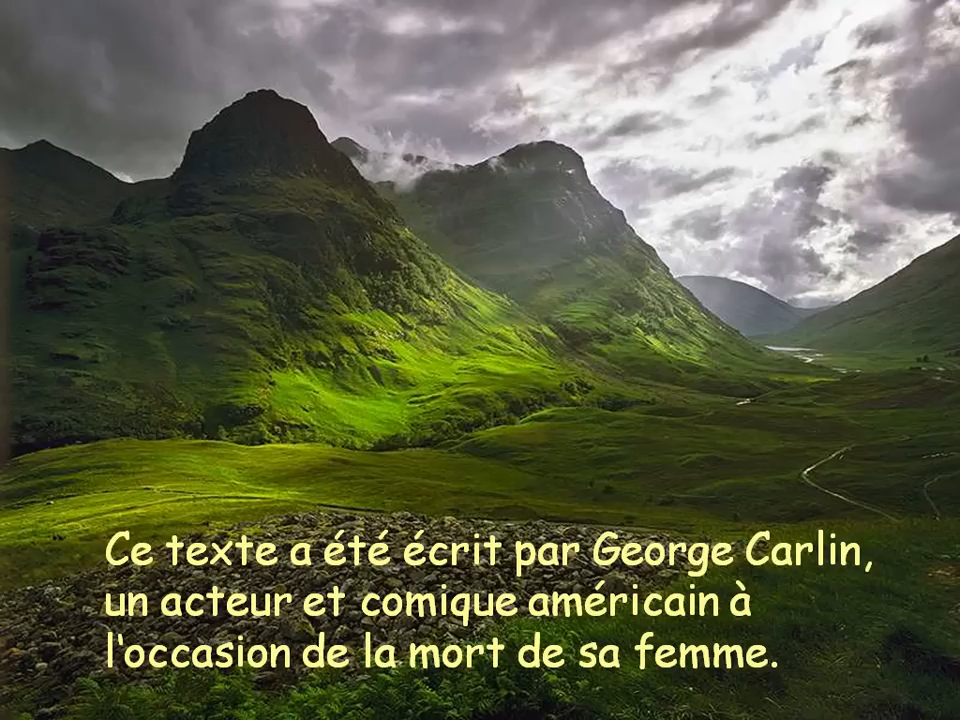 Ce texte a été écrit par George Carlin,
un acteur et comique américain à
l‘occasion de la mort de sa femme.